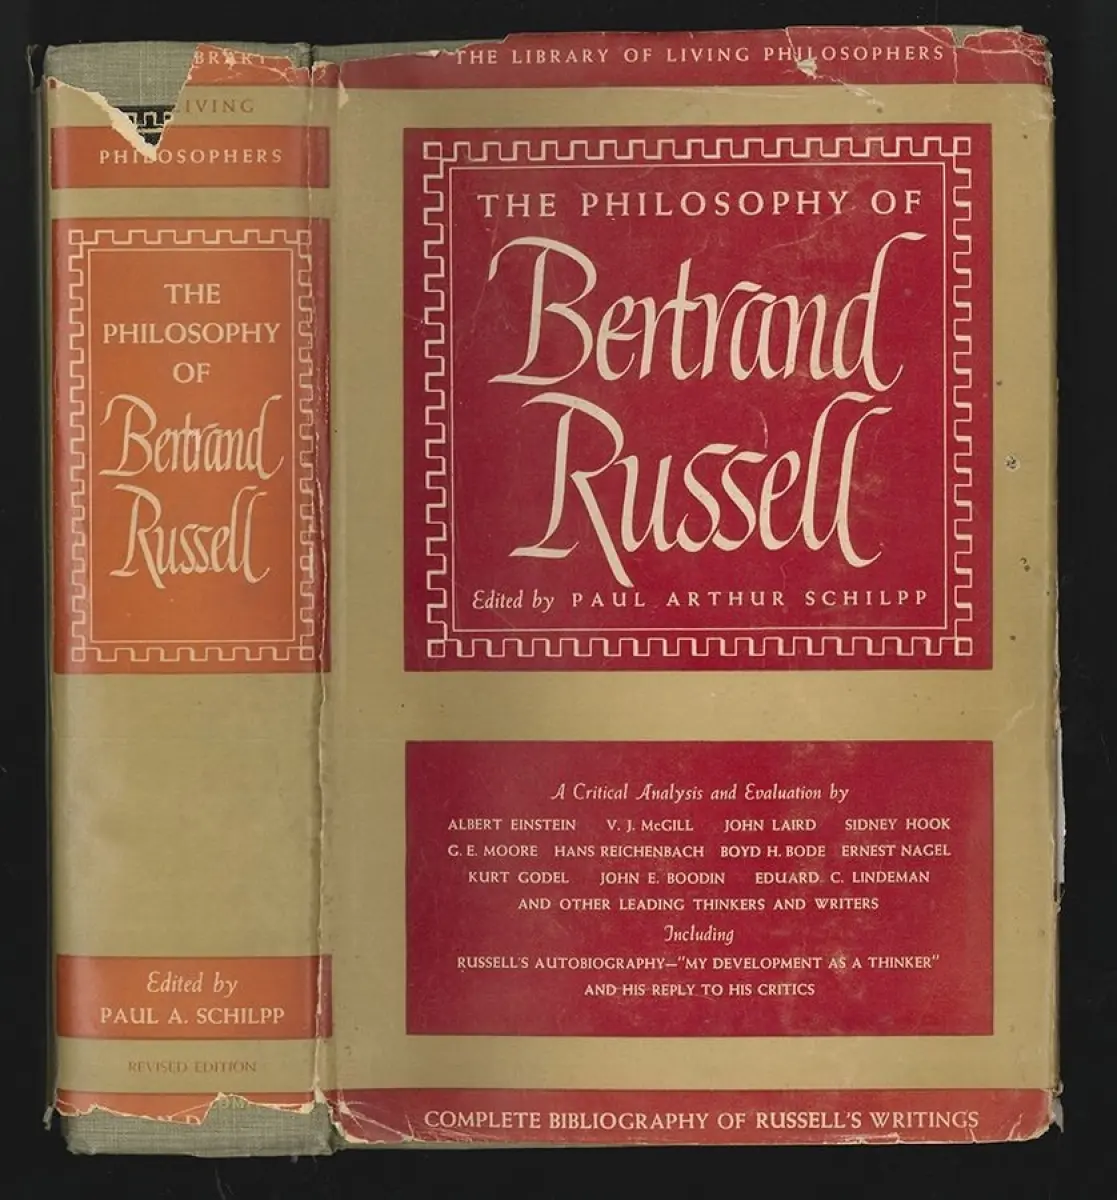 BRARY
IVING
PHILOSOPHERS
THE
PHILOSOPHY
OF
Bertrand
Russell
Edited by
PAUL A. SCHILPP
REVISED EDITION
THE LIBRARY OF LIVING PHILOSOPHERS
THE PHILOSOPHY OF
Bertrand
Russell
Edited by PAUL ARTHUR SCHILPP
A Critical Analysis and Evaluation by
ALBERT EINSTEIN V. J. McGILL JOHN LAIRD SIDNEY HOOK
G. E. MOORE HANS REICHENBACH BOYD H. BODE ERNEST NAGEL
KURT GODEL JOHN E. BOODIN EDUARD C. LINDEMAN
AND OTHER LEADING THINKERS AND WRITERS
Including
RUSSELL'S AUTOBIOGRAPHY—"MY DEVELOPMENT AS A THINKER"
AND HIS REPLY TO HIS CRITICS
COMPLETE BIBLIOGRAPHY OF RUSSELL'S WRITINGS